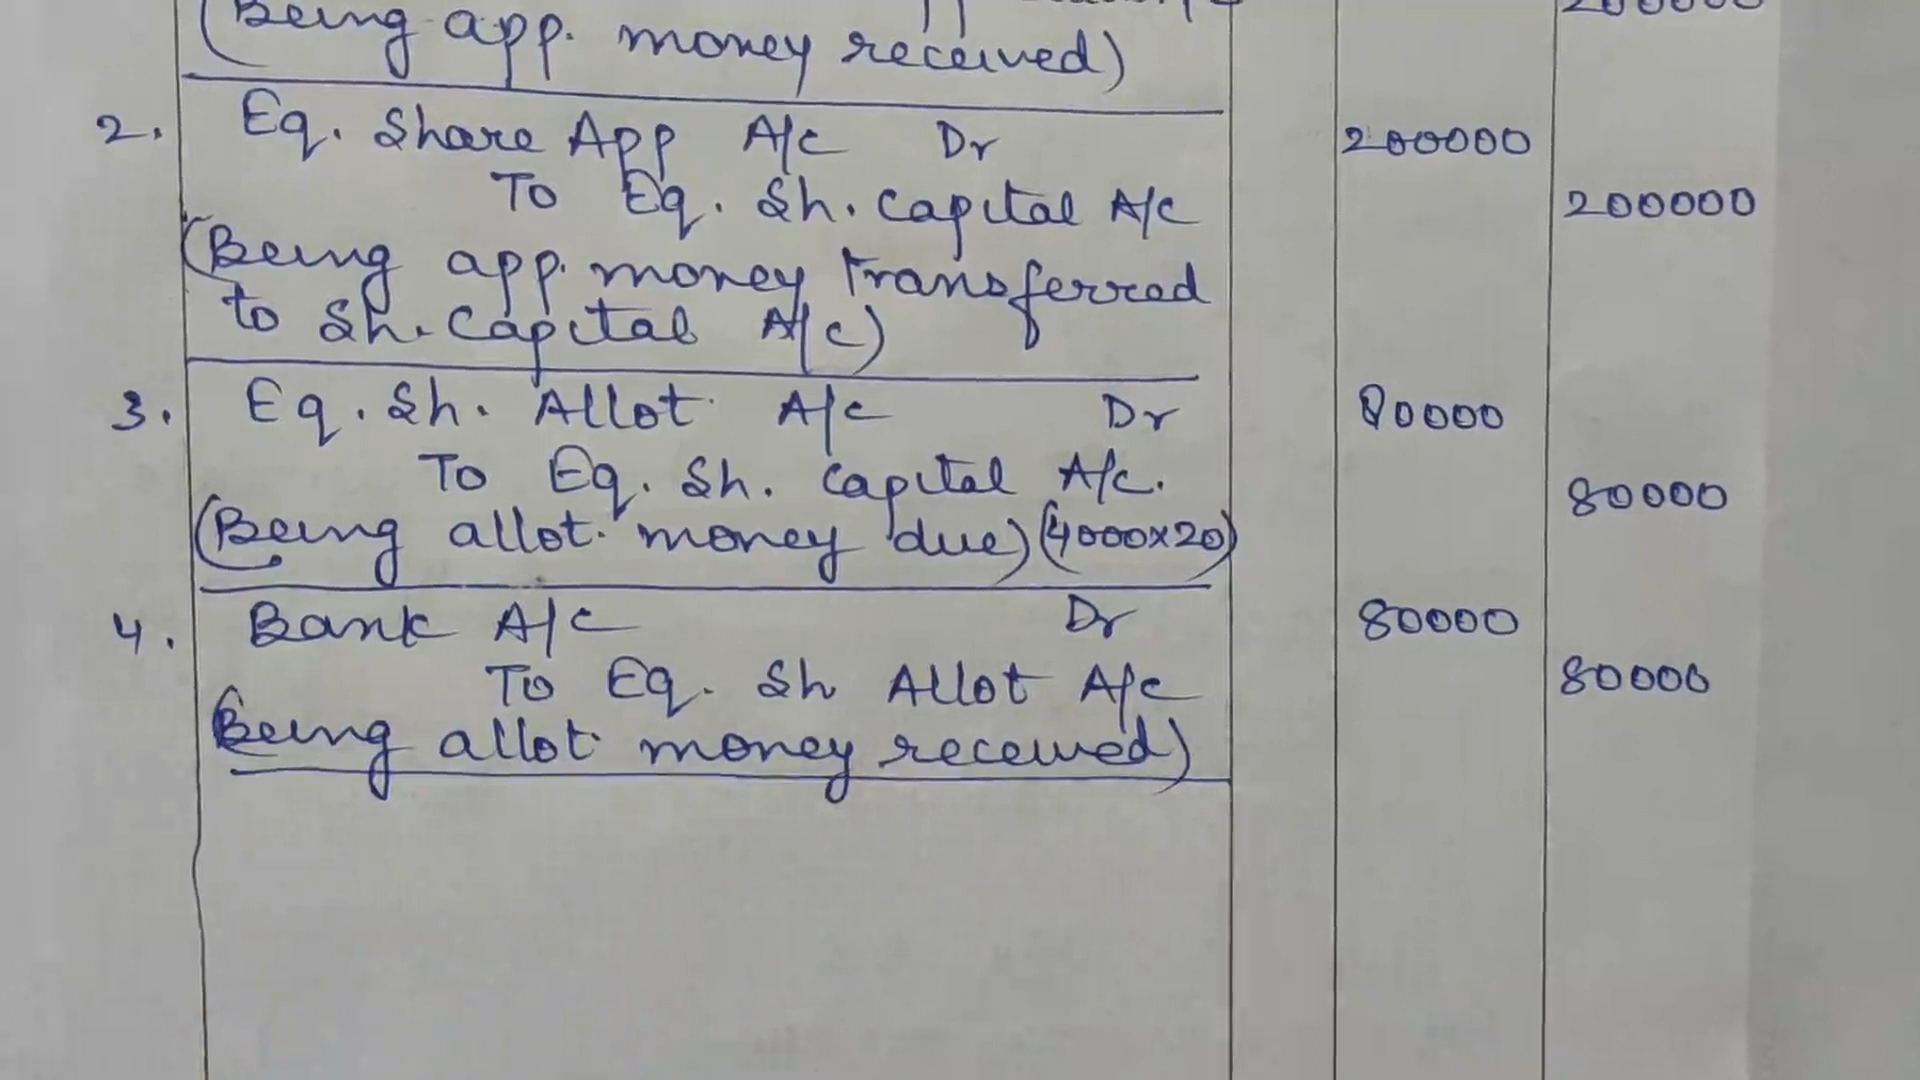 (Being app. money received)
2. Eq. Share App A/c Dr 200000
To Eq. Sh. Capital A/c 200000
(Being app. money transferred
to Sh. Capital A/c)
3. Eq. Sh. Allot A/c Dr 80000
To Eq. Sh. Capital A/c. 80000
(Being allot. money due) (4000x20)
4. Bank A/c Dr 80000
To Eq. Sh Allot A/c 80000
Being allot money received)